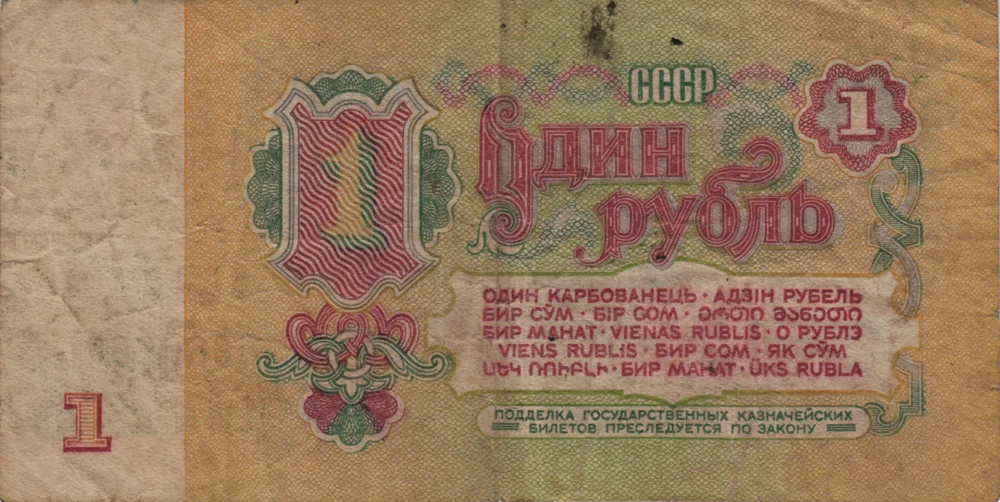 СССР
1
1
Один
рубль
ОДИН КАРБОВАНЕЦЬ · АДЗІН РУБЕЛЬ
БИР СЎМ · БІР СОМ · ᲔᲠᲗᲘ ᲛᲐᲜᲔᲗᲘ
БИР МАНАТ · VIENAS RUBLIS · О РУБЛЭ
VIENS RUBLIS · БИР СОМ · ЯК СЎМ
ՄԵԿ ՌՈՒԲԼԻ · БИР МАНАТ · ÜKS RUBLA
ПОДДЕЛКА ГОСУДАРСТВЕННЫХ КАЗНАЧЕЙСКИХ
БИЛЕТОВ ПРЕСЛЕДУЕТСЯ ПО ЗАКОНУ
1